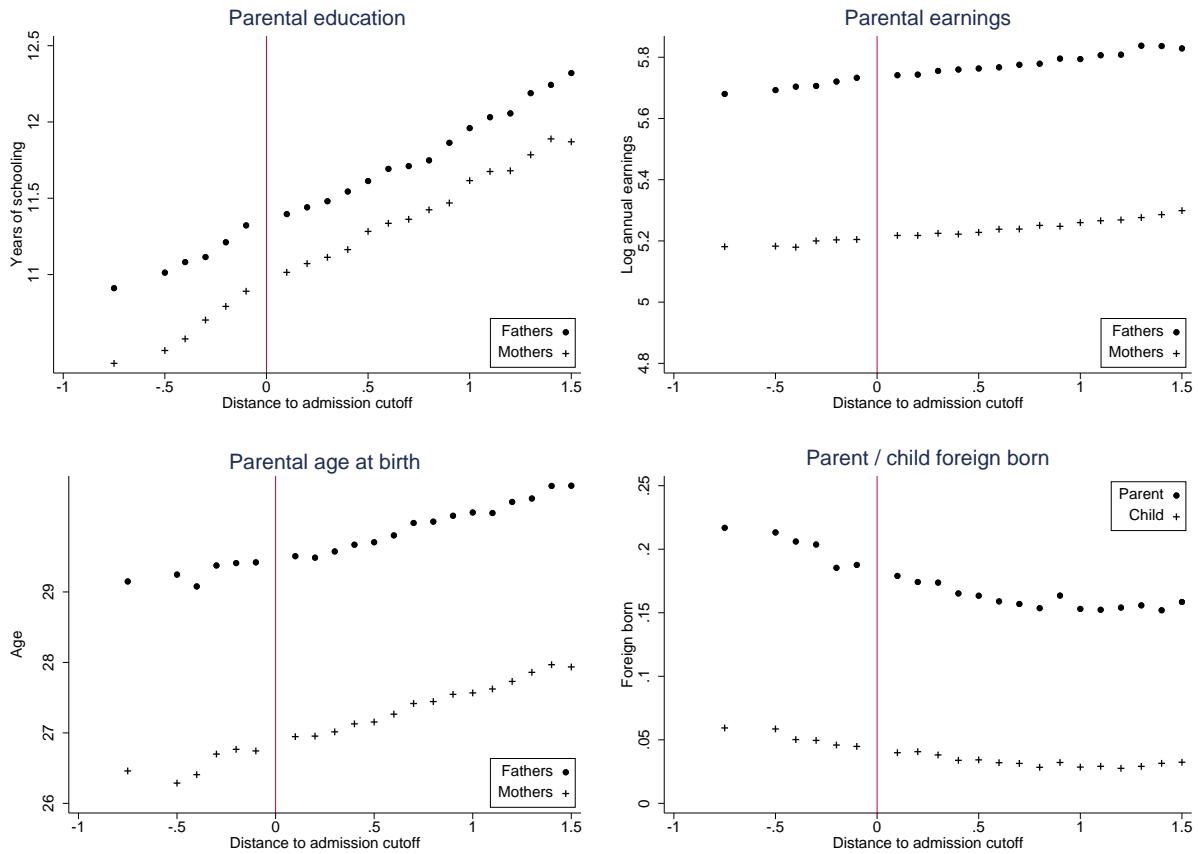 Parental education
Years of schooling
12.5
12
11.5
11
Fathers
Mothers
-1 -.5 0 .5 1 1.5
Distance to admission cutoff
Parental earnings
Log annual earnings
5.8
5.6
5.4
5.2
5
4.8
Fathers
Mothers
-1 -.5 0 .5 1 1.5
Distance to admission cutoff
Parental age at birth
Age
29
28
27
26
Fathers
Mothers
-1 -.5 0 .5 1 1.5
Distance to admission cutoff
Parent / child foreign born
Foreign born
.25
.2
.15
.1
.05
0
Parent
Child
-1 -.5 0 .5 1 1.5
Distance to admission cutoff